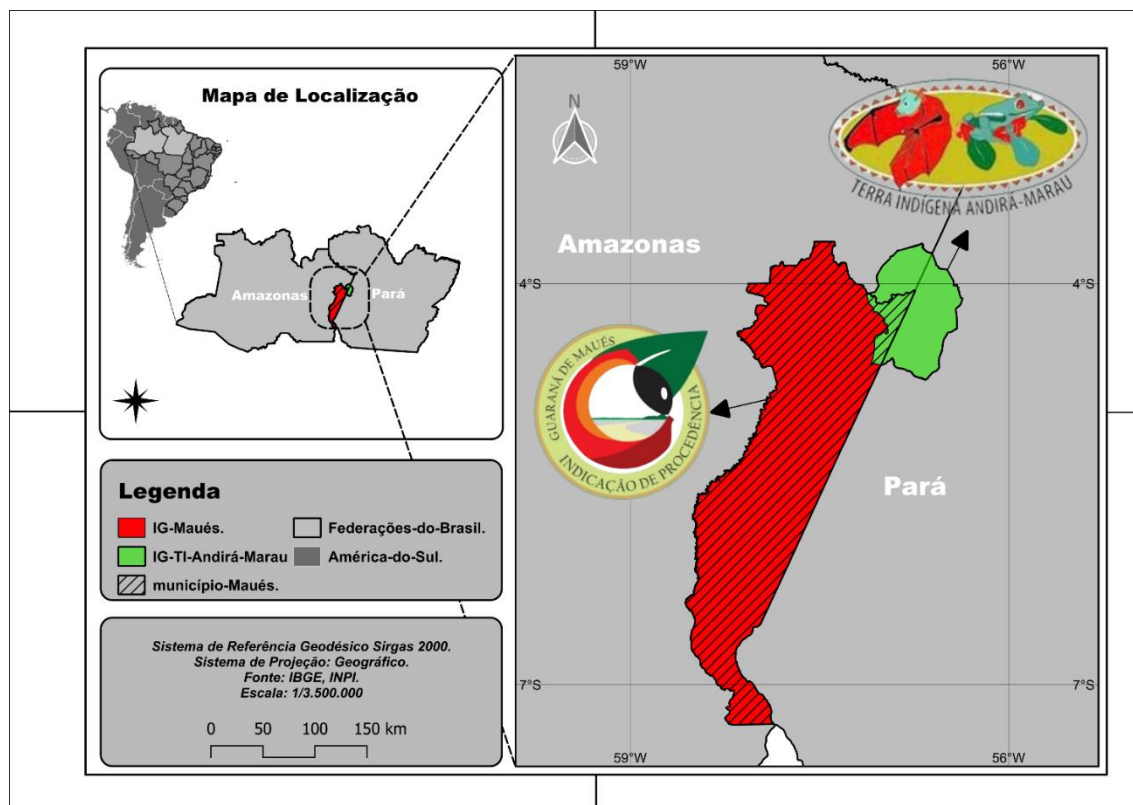 Mapa de Localização
Amazonas
Pará
Legenda
IG-Maués.
Federações-do-Brasil.
IG-TI-Andirá-Marau
América-do-Sul.
município-Maués.
Sistema de Referência Geodésico Sirgas 2000.
Sistema de Projeção: Geográfico.
Fonte: IBGE, INPI.
Escala: 1/3.500.000
0 50 100 150 km
59°W
56°W
N
TERRA INDÍGENA ANDIRÁ-MARAU
Amazonas
4°S
4°S
GUARANÁ DE MAUÉS
INDICAÇÃO DE PROCEDÊNCIA
Pará
7°S
7°S
59°W
56°W